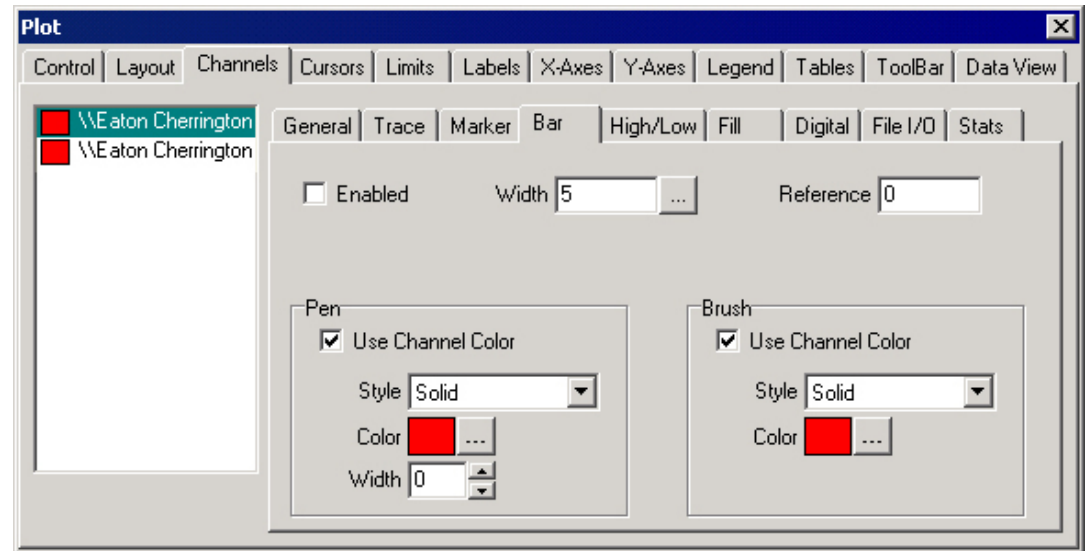 Plot
Control Layout Channels Cursors Limits Labels X-Axes Y-Axes Legend Tables ToolBar Data View
\\Eaton Cherrington
\\Eaton Cherrington
General Trace Marker Bar High/Low Fill Digital File I/O Stats
Enabled Width 5 ... Reference 0
Pen
Use Channel Color
Style Solid
Color ...
Width 0
Brush
Use Channel Color
Style Solid
Color ...